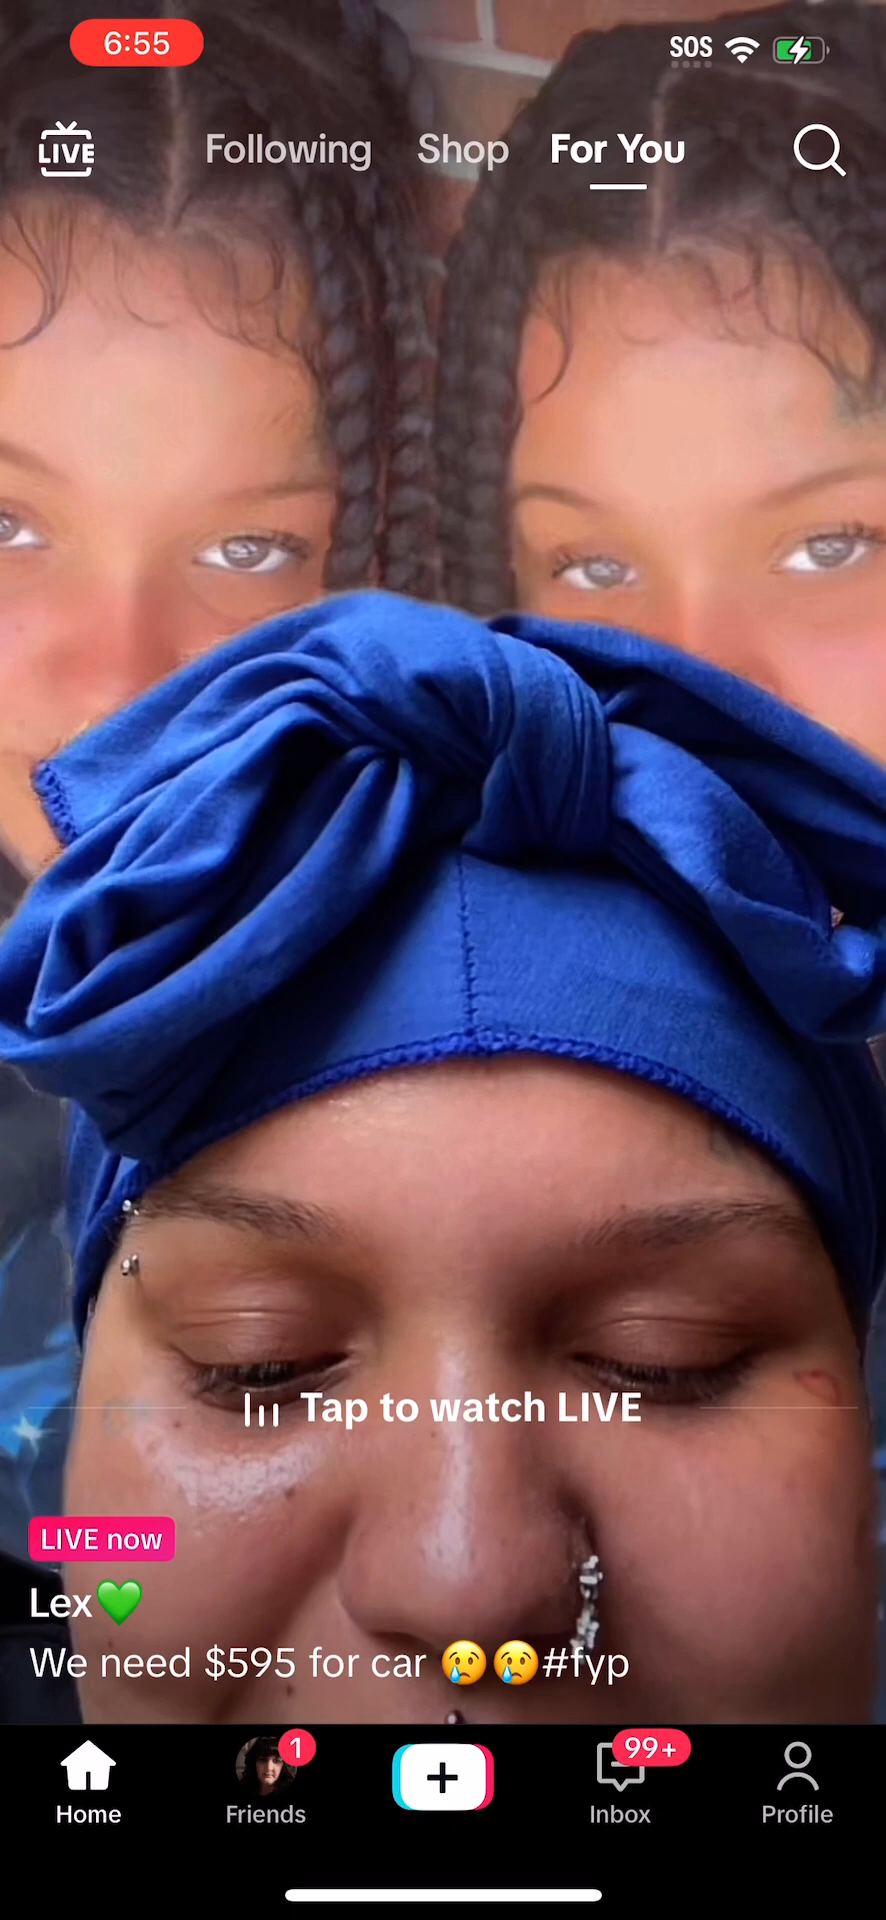 6:55
SOS
LIVE
Following
Shop
For You
Tap to watch LIVE
LIVE now
Lex💚
We need $595 for car 😢😢#fyp
1
99+
Home
Friends
Inbox
Profile